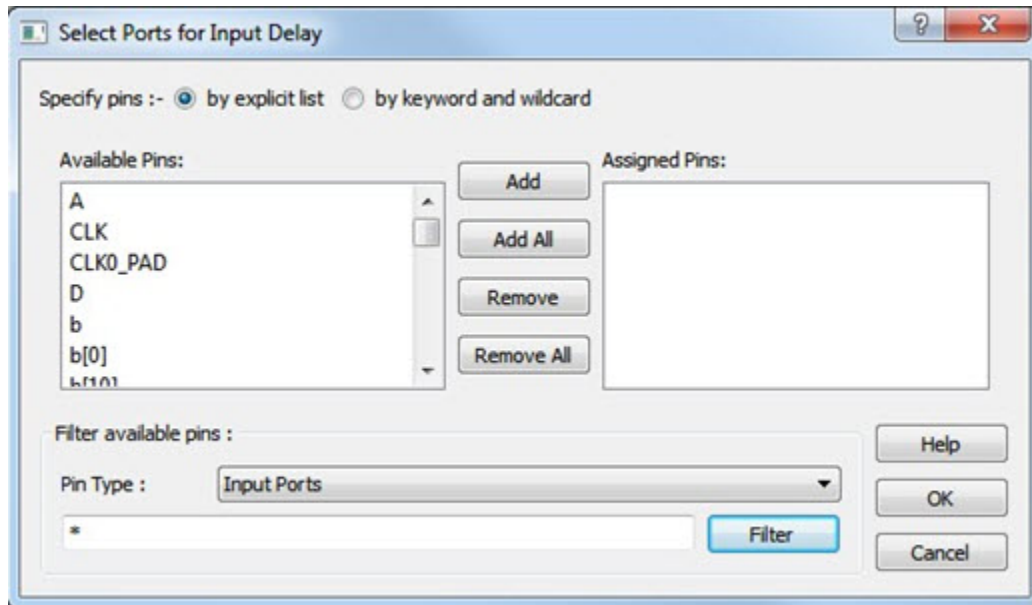 Select Ports for Input Delay
Specify pins :- by explicit list by keyword and wildcard
Available Pins:
A
CLK
CLK0_PAD
D
b
b[0]
b[10]
Add
Add All
Remove
Remove All
Assigned Pins:
Filter available pins :
Pin Type : Input Ports
*
Filter
Help
OK
Cancel